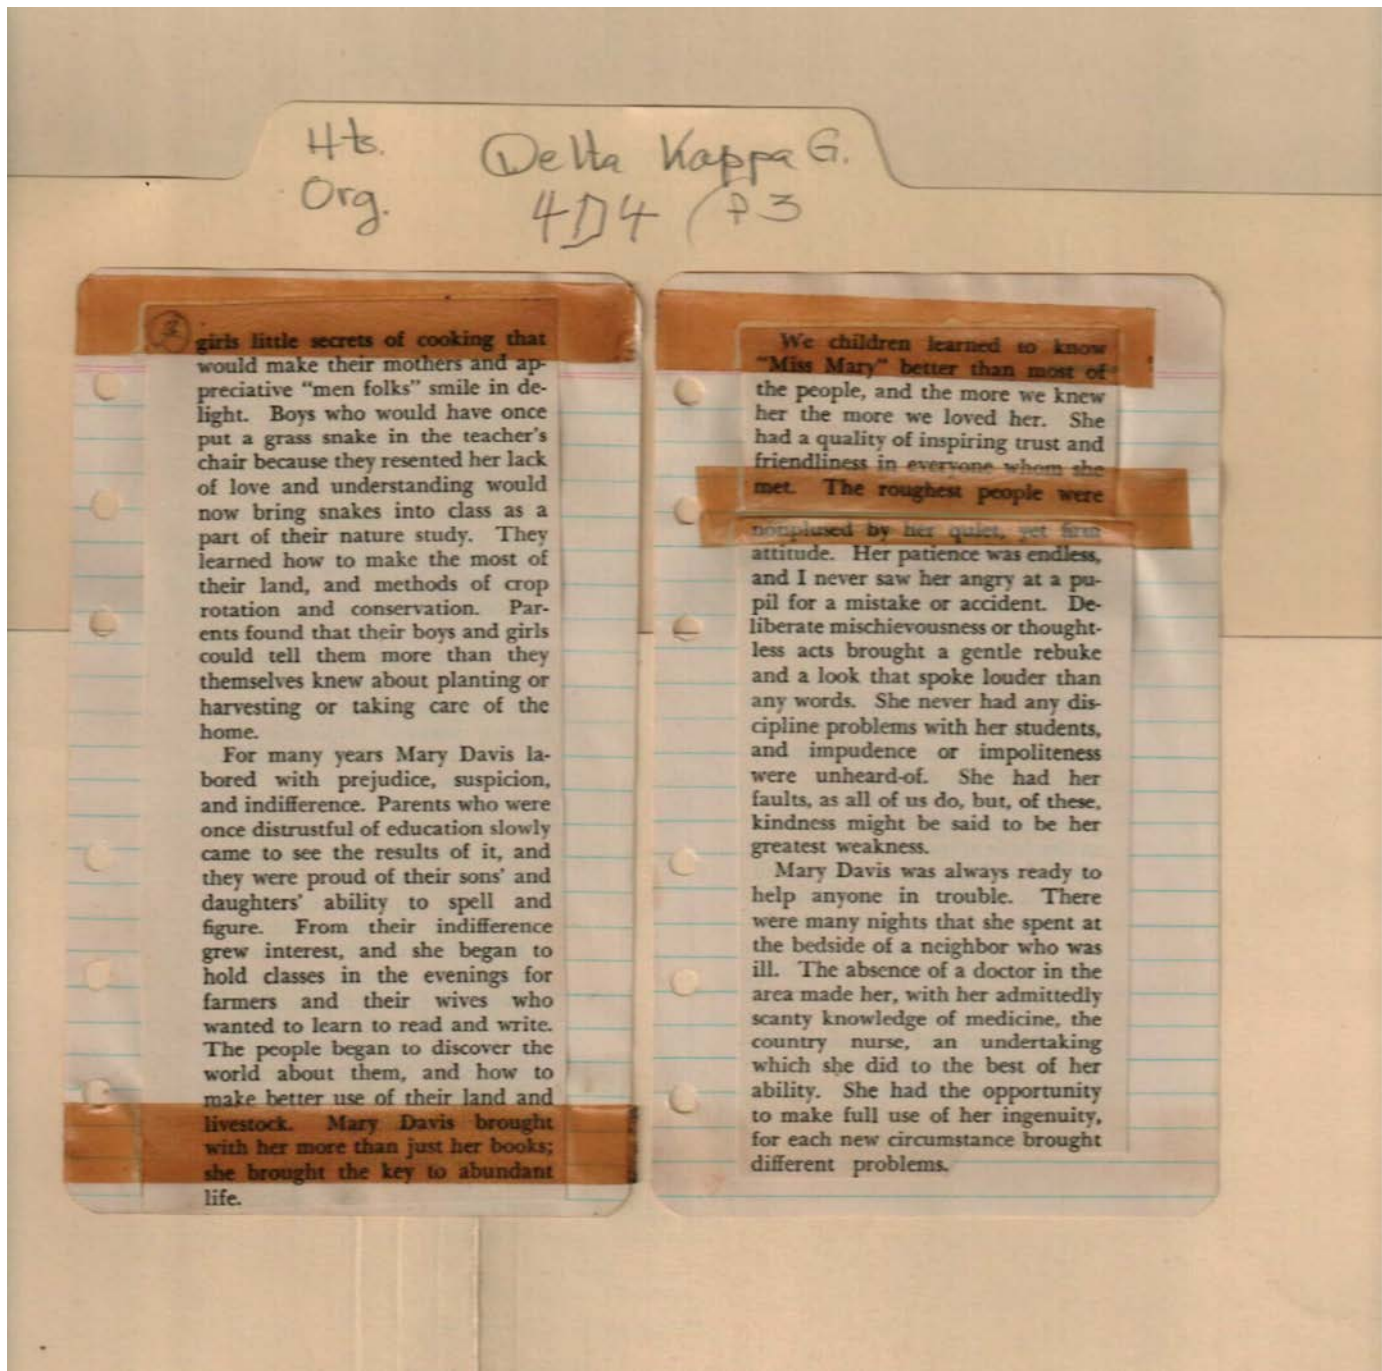 Hts. Delta Kappa G.
Org. 4D4 (P3
2
girls little secrets of cooking that
would make their mothers and ap-
preciative "men folks" smile in de-
light. Boys who would have once
put a grass snake in the teacher's
chair because they resented her lack
of love and understanding would
now bring snakes into class as a
part of their nature study. They
learned how to make the most of
their land, and methods of crop
rotation and conservation. Par-
ents found that their boys and girls
could tell them more than they
themselves knew about planting or
harvesting or taking care of the
home.
For many years Mary Davis la-
bored with prejudice, suspicion,
and indifference. Parents who were
once distrustful of education slowly
came to see the results of it, and
they were proud of their sons' and
daughters' ability to spell and
figure. From their indifference
grew interest, and she began to
hold classes in the evenings for
farmers and their wives who
wanted to learn to read and write.
The people began to discover the
world about them, and how to
make better use of their land and
livestock. Mary Davis brought
with her more than just her books;
she brought the key to abundant
life.
We children learned to know
"Miss Mary" better than most of
the people, and the more we knew
her the more we loved her. She
had a quality of inspiring trust and
friendliness in everyone whom she
met. The roughest people were
nonplused by her quiet, yet firm
attitude. Her patience was endless,
and I never saw her angry at a pu-
pil for a mistake or accident. De-
liberate mischievousness or thought-
less acts brought a gentle rebuke
and a look that spoke louder than
any words. She never had any dis-
cipline problems with her students,
and impudence or impoliteness
were unheard-of. She had her
faults, as all of us do, but, of these,
kindness might be said to be her
greatest weakness.
Mary Davis was always ready to
help anyone in trouble. There
were many nights that she spent at
the bedside of a neighbor who was
ill. The absence of a doctor in the
area made her, with her admittedly
scanty knowledge of medicine, the
country nurse, an undertaking
which she did to the best of her
ability. She had the opportunity
to make full use of her ingenuity,
for each new circumstance brought
different problems.